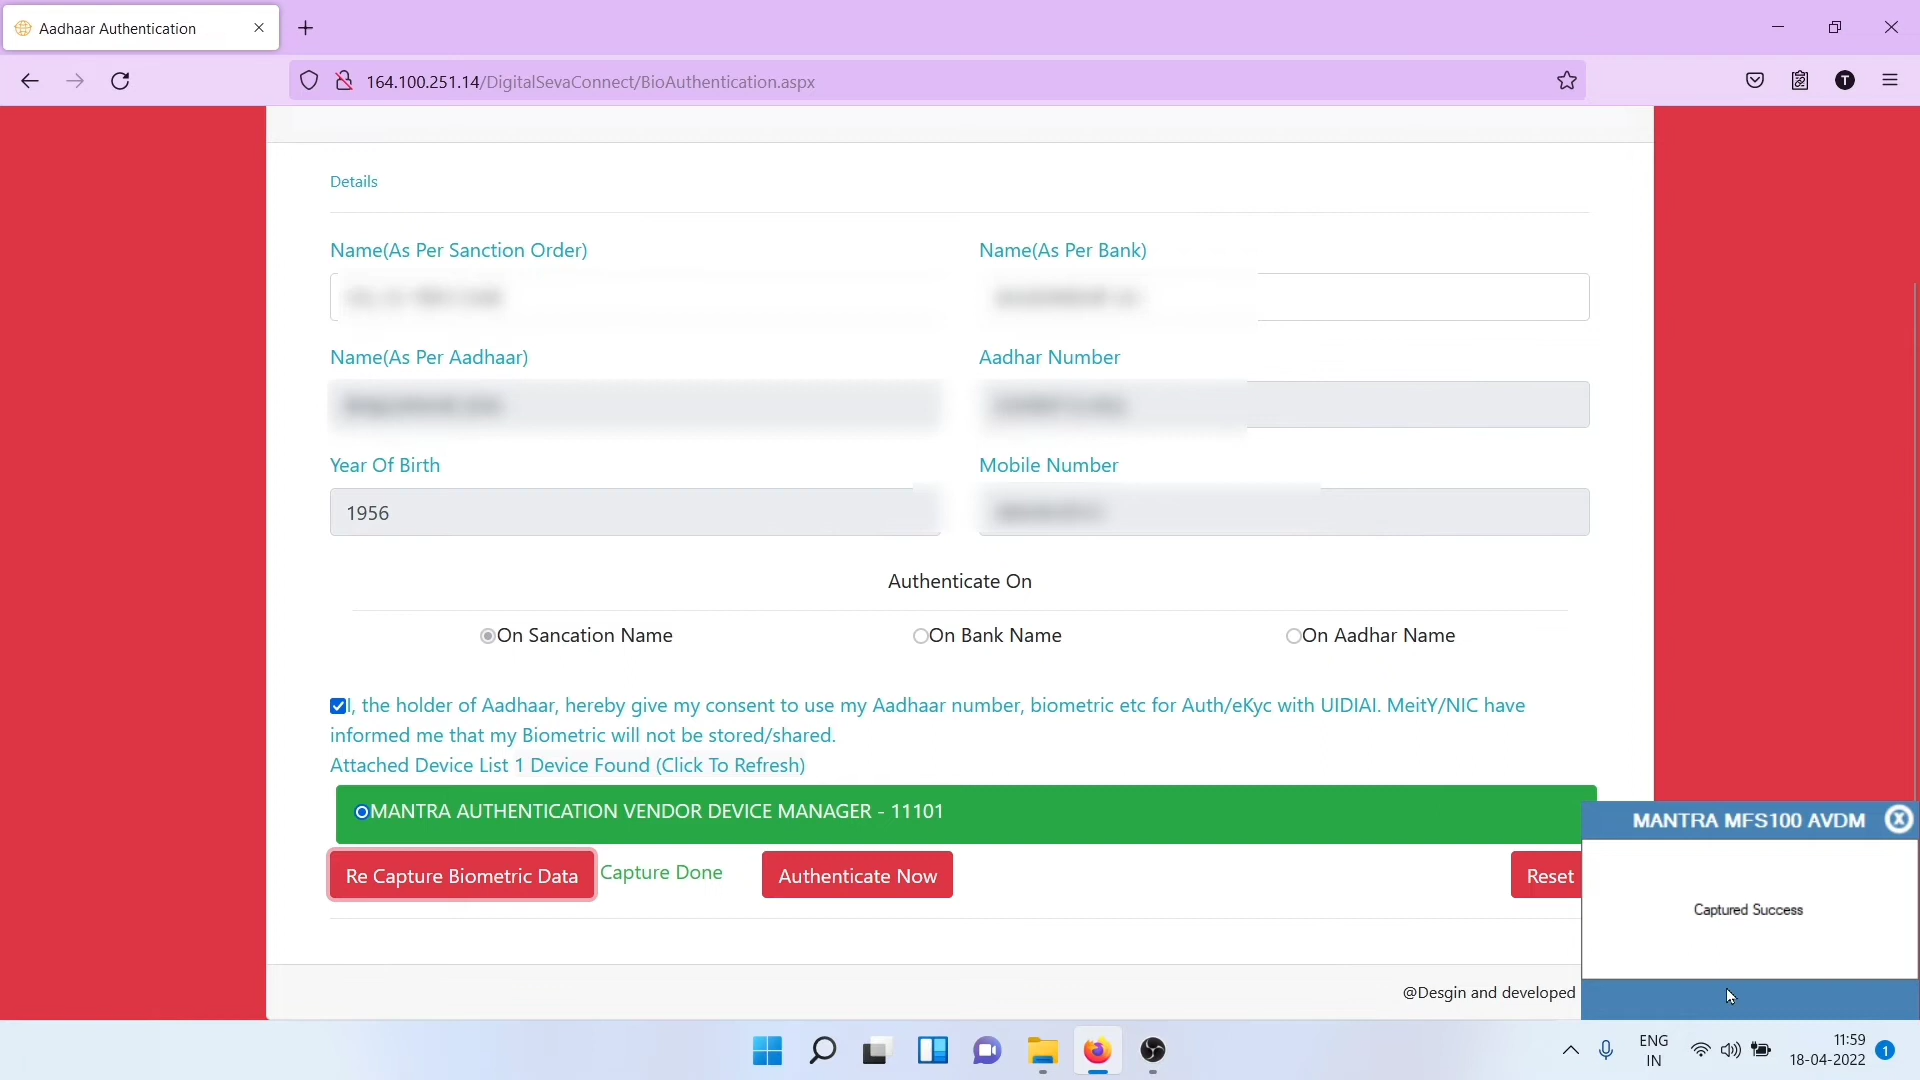 Aadhaar Authentication
164.100.251.14/DigitalSevaConnect/BioAuthentication.aspx
T
Details
Name(As Per Sanction Order)
Name(As Per Bank)
Name(As Per Aadhaar)
Aadhar Number
Year Of Birth
Mobile Number
1956
Authenticate On
On Sancation Name
On Bank Name
On Aadhar Name
I, the holder of Aadhaar, hereby give my consent to use my Aadhaar number, biometric etc for Auth/eKyc with UIDIAI. MeitY/NIC have
informed me that my Biometric will not be stored/shared.
Attached Device List 1 Device Found (Click To Refresh)
MANTRA AUTHENTICATION VENDOR DEVICE MANAGER - 11101
MANTRA MFS100 AVDM
Re Capture Biometric Data
Capture Done
Authenticate Now
Reset
Captured Success
@Desgin and developed
ENG
IN
11:59
18-04-2022
1